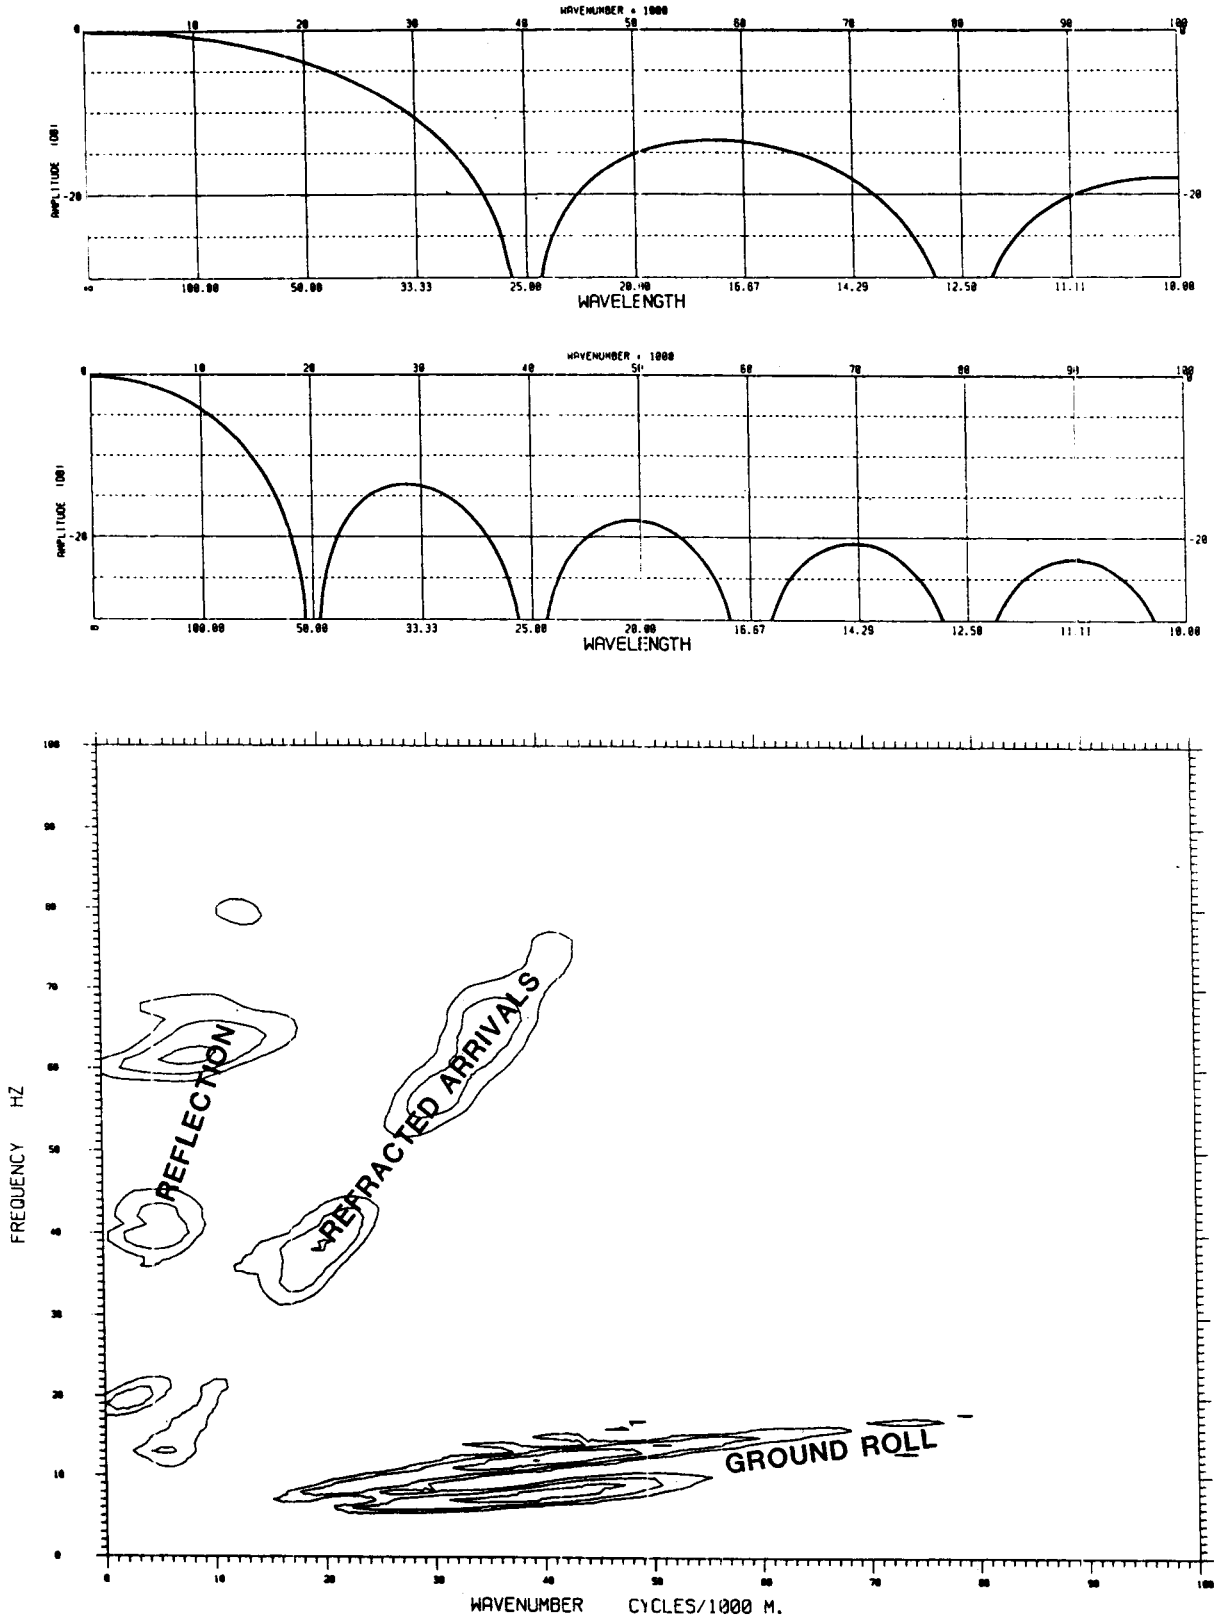 WAVENUMBER * 1000
0 10 20 30 40 50 60 70 80 90 100
0
AMPLITUDE (DB)
-20 -20
100.00 50.00 33.33 25.00 20.00 16.67 14.29 12.50 11.11 10.00
WAVELENGTH
WAVENUMBER * 1000
0 10 20 30 40 50 60 70 80 90 100
0
AMPLITUDE (DB)
-20 -20
100.00 50.00 33.33 25.00 20.00 16.67 14.29 12.50 11.11 10.00
WAVELENGTH
100
90
80
70
60
50
40
30
20
10
0
FREQUENCY HZ
REFLECTION
REFRACTED ARRIVALS
GROUND ROLL
0 10 20 30 40 50 60 70 80 90 100
WAVENUMBER CYCLES/1000 M.